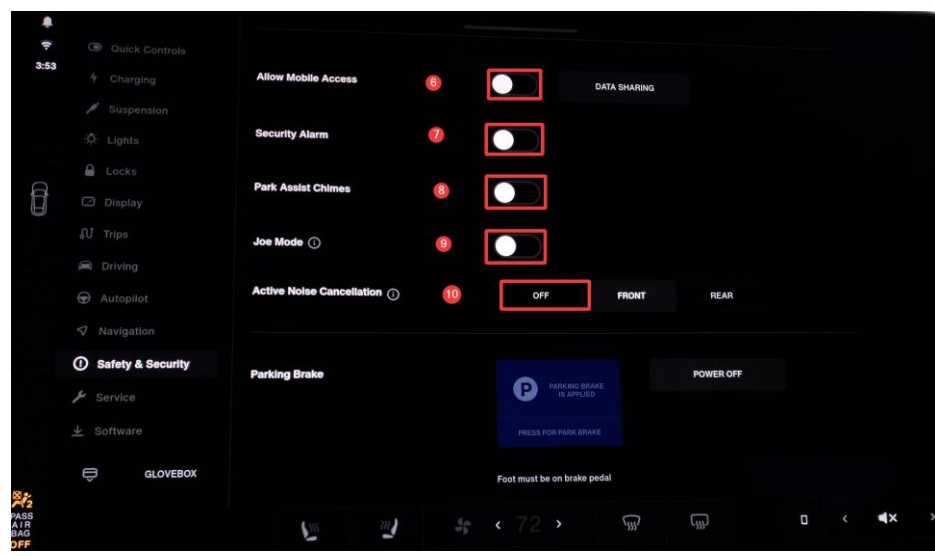 3:53
Quick Controls
Charging
Suspension
Lights
Locks
Display
Trips
Driving
Autopilot
Navigation
Safety & Security
Service
Software
GLOVEBOX
Allow Mobile Access 6 DATA SHARING
Security Alarm 7
Park Assist Chimes 8
Joe Mode 9
Active Noise Cancellation 10 OFF FRONT REAR
Parking Brake
P PARKING BRAKE
IS APPLIED
PRESS FOR PARK BRAKE
POWER OFF
Foot must be on brake pedal
2
PASS
AIR
BAG
OFF
72